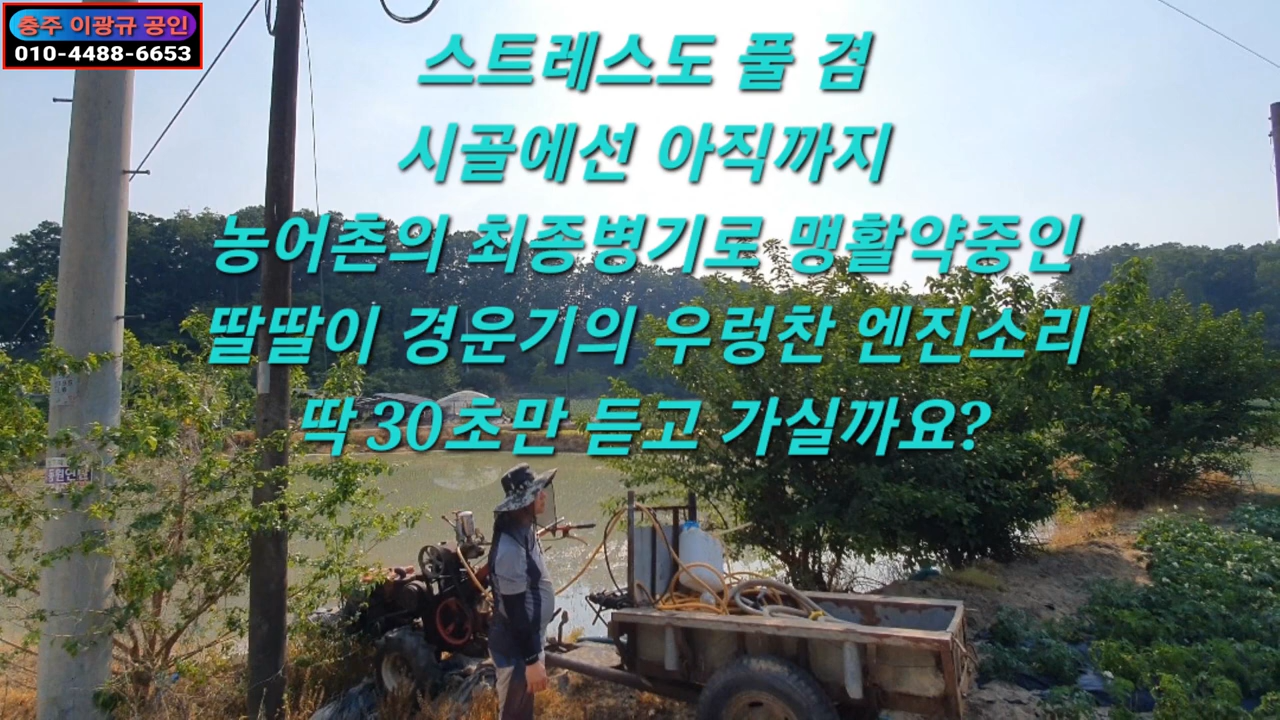 충주 이광규 공인
010-4488-6653
스트레스도 풀 겸
시골에선 아직까지
농어촌의 최종병기로 맹활약중인
딸딸이 경운기의 우렁찬 엔진소리
딱 30초만 듣고 가실까요?